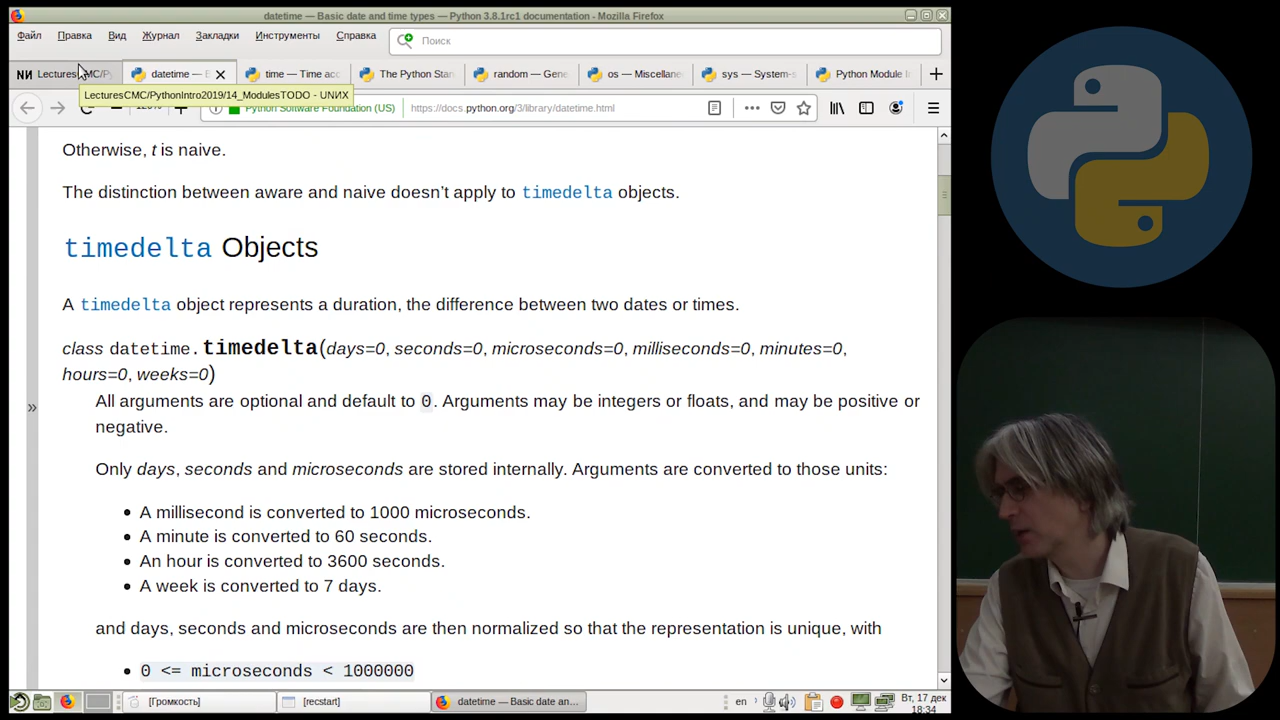 datetime — Basic date and time types — Python 3.8.1rc1 documentation - Mozilla Firefox
Файл Правка Вид Журнал Закладки Инструменты Справка
Поиск
datetime — time — Time acc The Python Stan random — Gene os — Miscellane sys — System-s Python Module I
LecturesCMC/PythonIntro2019/14_ModulesTODO - UNИX
Python Software Foundation (US) https://docs.python.org/3/library/datetime.html
Otherwise, t is naive.
The distinction between aware and naive doesn't apply to timedelta objects.
timedelta Objects
A timedelta object represents a duration, the difference between two dates or times.
class datetime.timedelta(days=0, seconds=0, microseconds=0, milliseconds=0, minutes=0,
hours=0, weeks=0)
All arguments are optional and default to 0. Arguments may be integers or floats, and may be positive or
negative.
Only days, seconds and microseconds are stored internally. Arguments are converted to those units:
• A millisecond is converted to 1000 microseconds.
• A minute is converted to 60 seconds.
• An hour is converted to 3600 seconds.
• A week is converted to 7 days.
and days, seconds and microseconds are then normalized so that the representation is unique, with
• 0 <= microseconds < 1000000
[Громкость] [recstart] datetime — Basic date an... en Вт, 17 дек
18:34